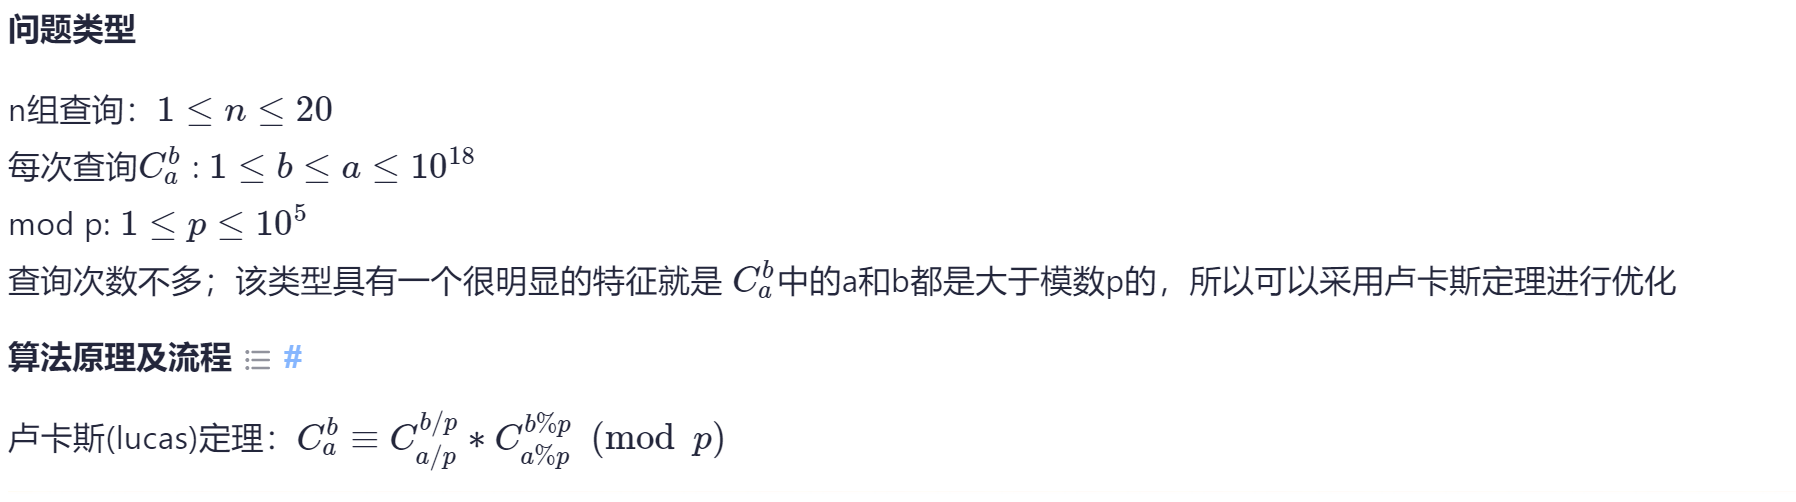 问题类型
n组查询：$1 \leq n \leq 20$
每次查询$C_a^b$ : $1 \leq b \leq a \leq 10^{18}$
mod p: $1 \leq p \leq 10^5$
查询次数不多；该类型具有一个很明显的特征就是 $C_a^b$中的a和b都是大于模数p的，所以可以采用卢卡斯定理进行优化
算法原理及流程 #
卢卡斯(lucas)定理：$C_a^b \equiv C_{a/p}^{b/p} * C_{a\%p}^{b\%p} \pmod p$